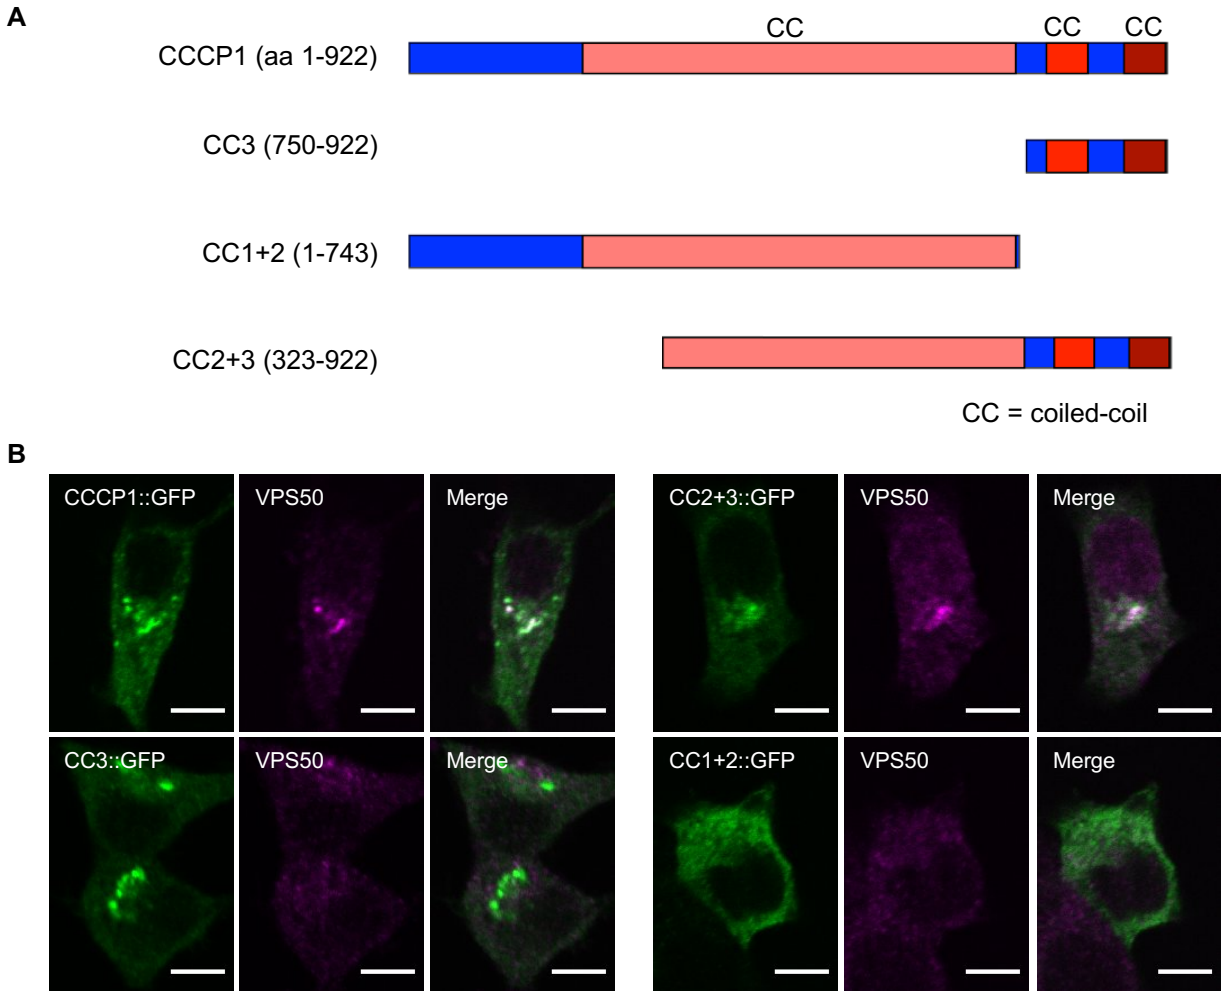 A
CC CC CC
CCCP1 (aa 1-922)
CC3 (750-922)
CC1+2 (1-743)
CC2+3 (323-922)
CC = coiled-coil
B
CCCP1::GFP VPS50 Merge CC2+3::GFP VPS50 Merge
CC3::GFP VPS50 Merge CC1+2::GFP VPS50 Merge